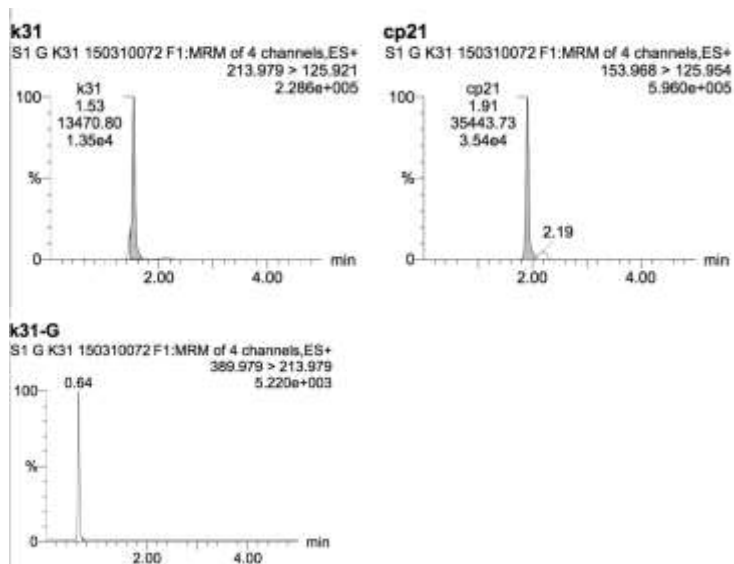 k31
S1 G K31 150310072 F1:MRM of 4 channels,ES+
213.979 > 125.921
2.286e+005
100
k31
1.53
13470.80
1.35e4
%
0
min
2.00
4.00
cp21
S1 G K31 150310072 F1:MRM of 4 channels,ES+
153.968 > 125.954
5.960e+005
100
cp21
1.91
35443.73
3.54e4
%
2.19
0
min
2.00
4.00
k31-G
S1 G K31 150310072 F1:MRM of 4 channels,ES+
389.979 > 213.979
5.220e+003
100
0.64
%
0
min
2.00
4.00